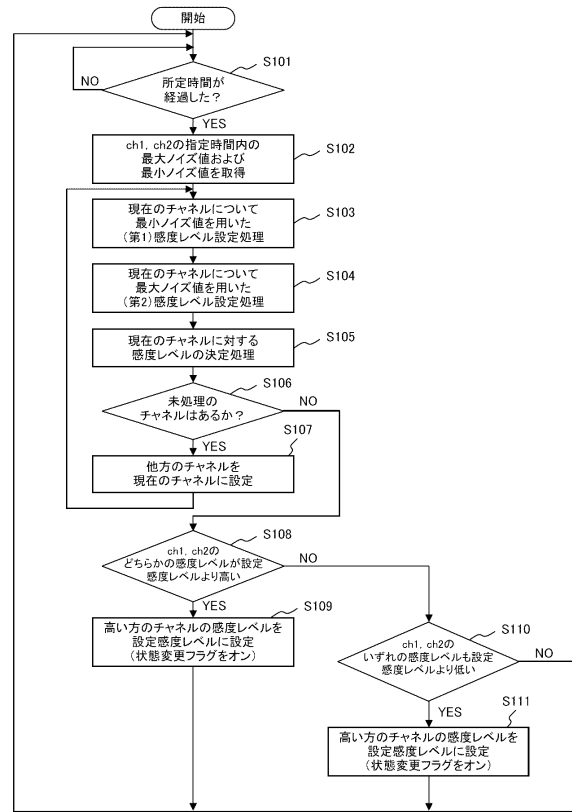 開始
S101
所定時間が
経過した？
NO
YES
ch1, ch2の指定時間内の
最大ノイズ値および
最小ノイズ値を取得
S102
現在のチャネルについて
最小ノイズ値を用いた
(第1)感度レベル設定処理
S103
現在のチャネルについて
最大ノイズ値を用いた
(第2)感度レベル設定処理
S104
現在のチャネルに対する
感度レベルの決定処理
S105
S106
未処理の
チャネルはあるか？
NO
YES
S107
他方のチャネルを
現在のチャネルに設定
S108
ch1, ch2の
どちらかの感度レベルが設定
感度レベルより高い
NO
YES
S109
高い方のチャネルの感度レベルを
設定感度レベルに設定
(状態変更フラグをオン)
S110
ch1, ch2の
いずれの感度レベルも設定
感度レベルより低い
NO
YES
S111
高い方のチャネルの感度レベルを
設定感度レベルに設定
(状態変更フラグをオン)